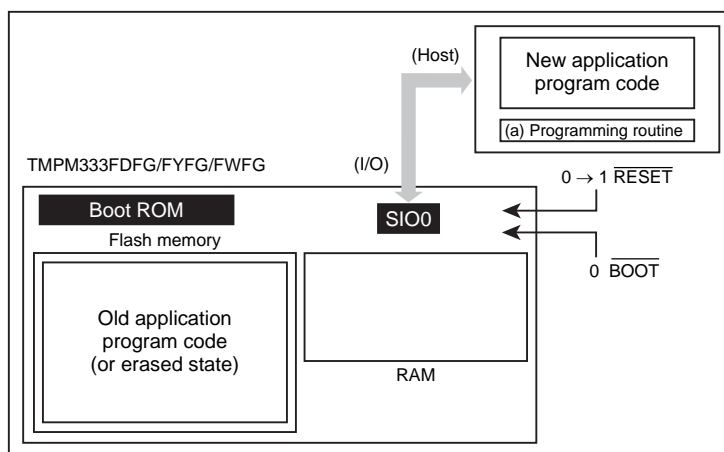 (Host)
New application
program code
(a) Programming routine
TMPM333FDFG/FYFG/FWFG
(I/O)
0 → 1 RESET
Boot ROM
SIO0
Flash memory
0 BOOT
Old application
program code
(or erased state)
RAM